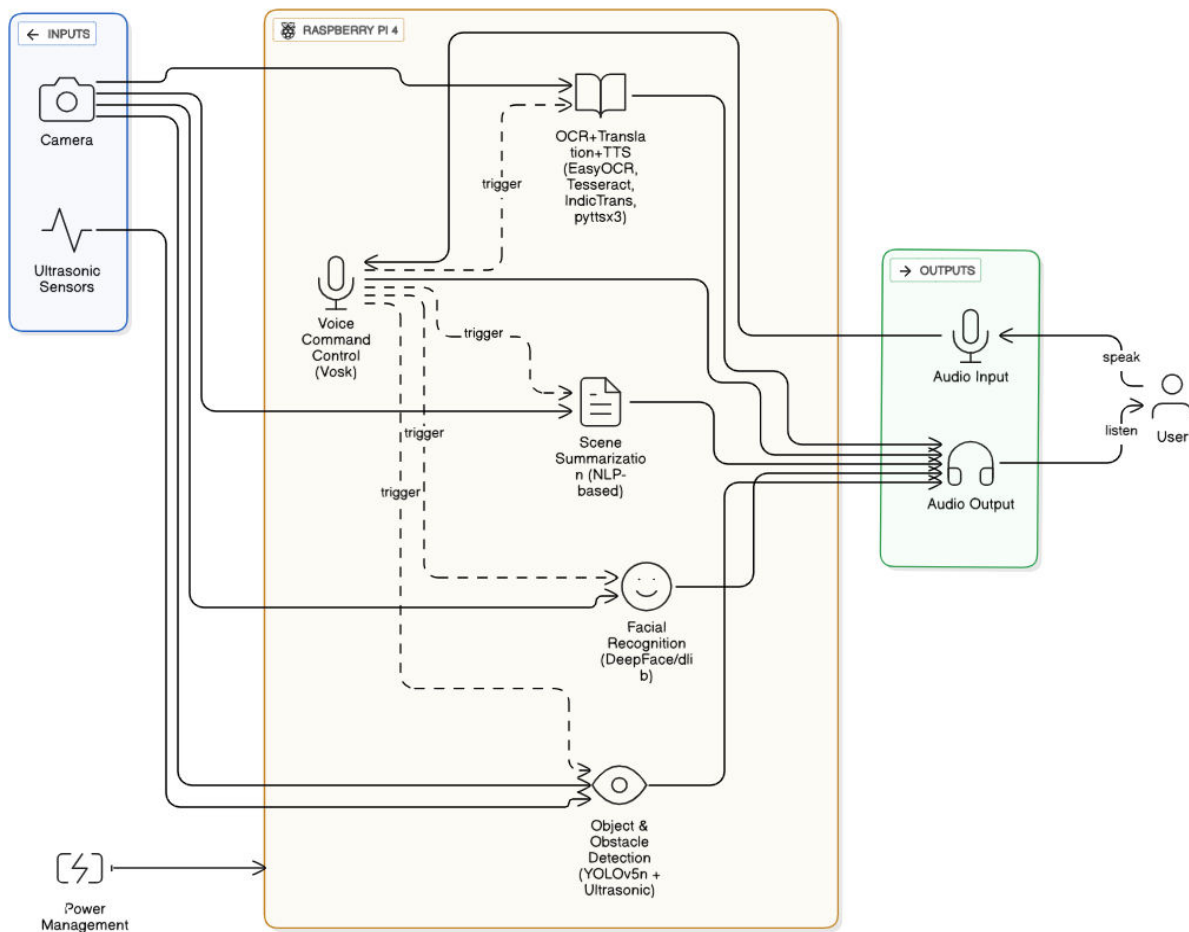 INPUTS
Camera
Ultrasonic
Sensors
RASPBERRY PI 4
OCR+Transla
tion+TTS
(EasyOCR,
Tesseract,
IndicTrans,
pyttsx3)
trigger
Voice
Command
Control
(Vosk)
trigger
Scene
Summarizatio
n (NLP-
based)
trigger
trigger
Facial
Recognition
(DeepFace/dli
b)
Object &
Obstacle
Detection
(YOLOv5n +
Ultrasonic)
OUTPUTS
Audio Input
Audio Output
speak
listen
User
Power
Management